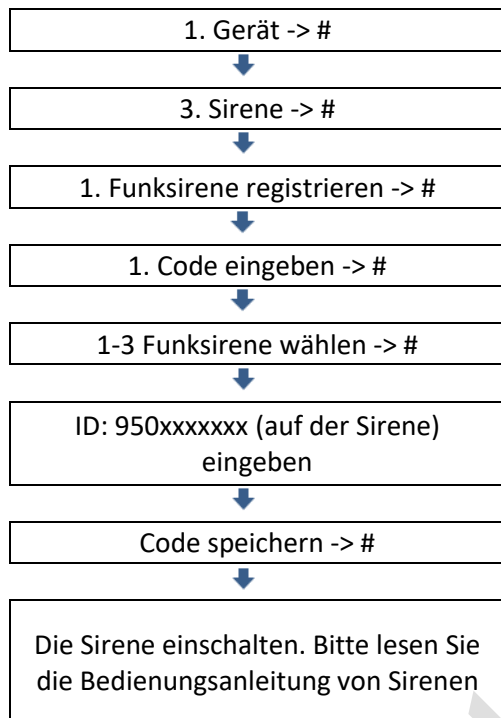 1. Gerät -> #
3. Sirene -> #
1. Funksirene registrieren -> #
1. Code eingeben -> #
1-3 Funksirene wählen -> #
ID: 950xxxxxxx (auf der Sirene)
eingeben
Code speichern -> #
Die Sirene einschalten. Bitte lesen Sie
die Bedienungsanleitung von Sirenen